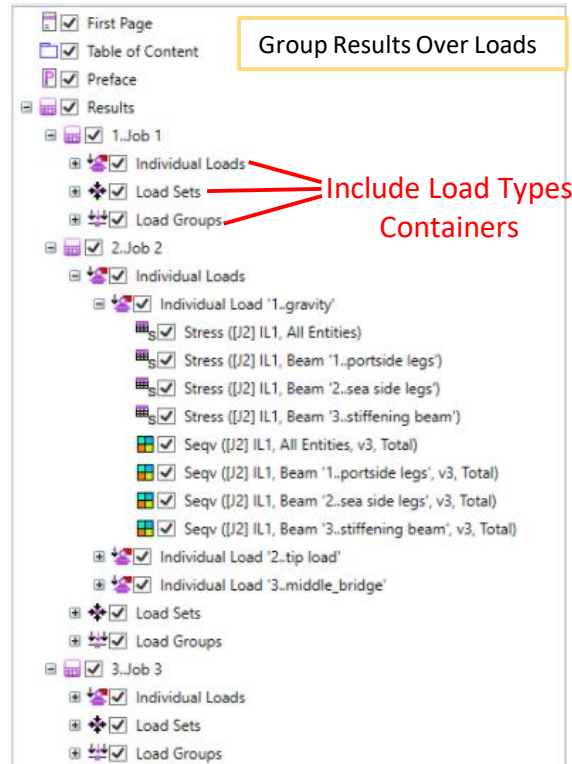 First Page
Group Results Over Loads
Table of Content
P Preface
Results
1..Job 1
Individual Loads
Include Load Types
Load Sets
Containers
Load Groups
2..Job 2
Individual Loads
Individual Load '1..gravity'
S Stress ([J2] IL1, All Entities)
S Stress ([J2] IL1, Beam '1..portside legs')
S Stress ([J2] IL1, Beam '2..sea side legs')
S Stress ([J2] IL1, Beam '3..stiffening beam')
Seqv ([J2] IL1, All Entities, v3, Total)
Seqv ([J2] IL1, Beam '1..portside legs', v3, Total)
Seqv ([J2] IL1, Beam '2..sea side legs', v3, Total)
Seqv ([J2] IL1, Beam '3..stiffening beam', v3, Total)
Individual Load '2..tip load'
Individual Load '3..middle_bridge'
Load Sets
Load Groups
3..Job 3
Individual Loads
Load Sets
Load Groups